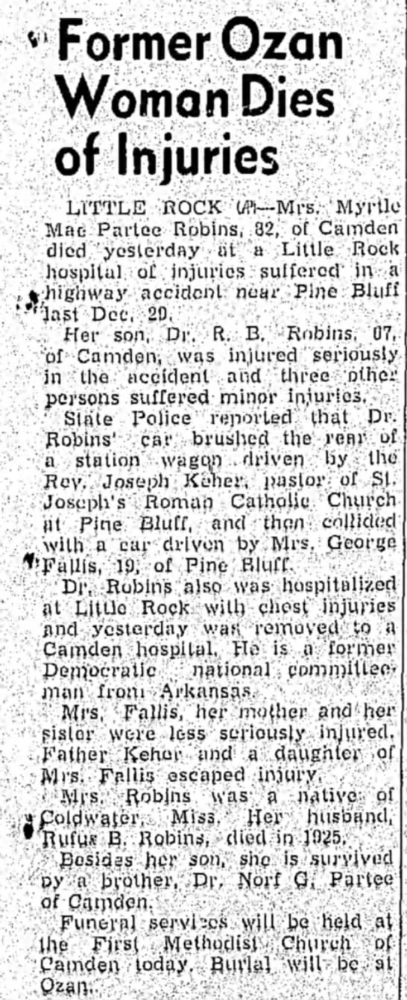 Former Ozan
Woman Dies
of Injuries
LITTLE ROCK (AP)—Mrs. Myrtle
Mae Partee Robins, 82, of Camden
died yesterday at a Little Rock
hospital of injuries suffered in a
highway accident near Pine Bluff
last Dec. 29.
Her son, Dr. R. B. Robins,
of Camden, was injured seriously
in the accident and three other
persons suffered minor injuries.
State Police reported that Dr.
Robins' car brushed the rear of
a station wagon driven by the
Rev. Joseph Keher, pastor of St.
Joseph's Roman Catholic Church
at Pine Bluff, and then collided
with a car driven by Mrs. George
Fallis, 19, of Pine Bluff.
Dr. Robins also was hospitalized
at Little Rock with chest injuries
and yesterday was removed to a
Camden hospital. He is a former
Democratic national committee-
man from Arkansas.
Mrs. Fallis, her mother and her
sister were less seriously injured.
Father Keher and a daughter of
Mrs. Fallis escaped injury.
Mrs. Robins was a native of
Coldwater, Miss. Her husband,
Rufus B. Robins, died in 1925.
Besides her son, she is survived
by a brother, Dr. Norf G. Partee
of Camden.
Funeral services will be held at
the First Methodist Church of
Camden today. Burial will be at
Ozan.